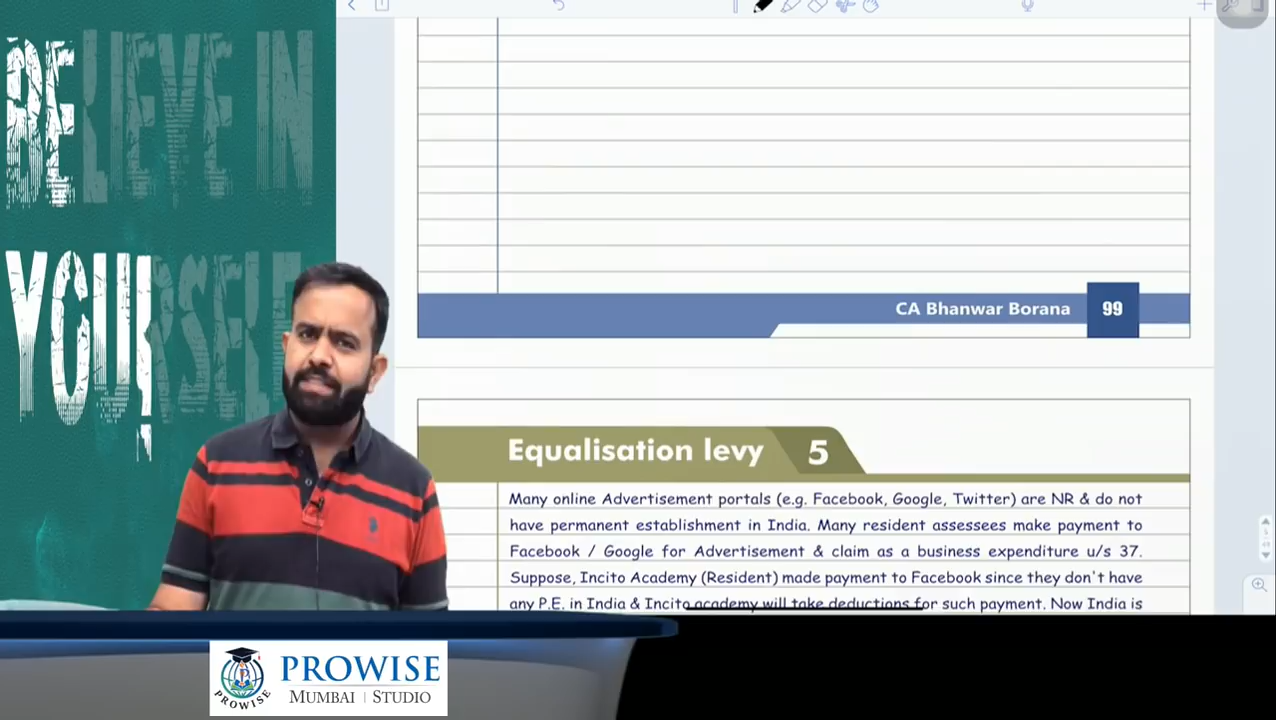 BELIEVE IN
YOURSELF
!
CA Bhanwar Borana 99
Equalisation levy 5
Many online Advertisement portals (e.g. Facebook, Google, Twitter) are NR & do not
have permanent establishment in India. Many resident assessees make payment to
Facebook / Google for Advertisement & claim as a business expenditure u/s 37.
Suppose, Incito Academy (Resident) made payment to Facebook since they don't have
any P.E. in India & Incito academy will take deductions for such payment. Now India is
PROWISE
PROWISE
MUMBAI | STUDIO